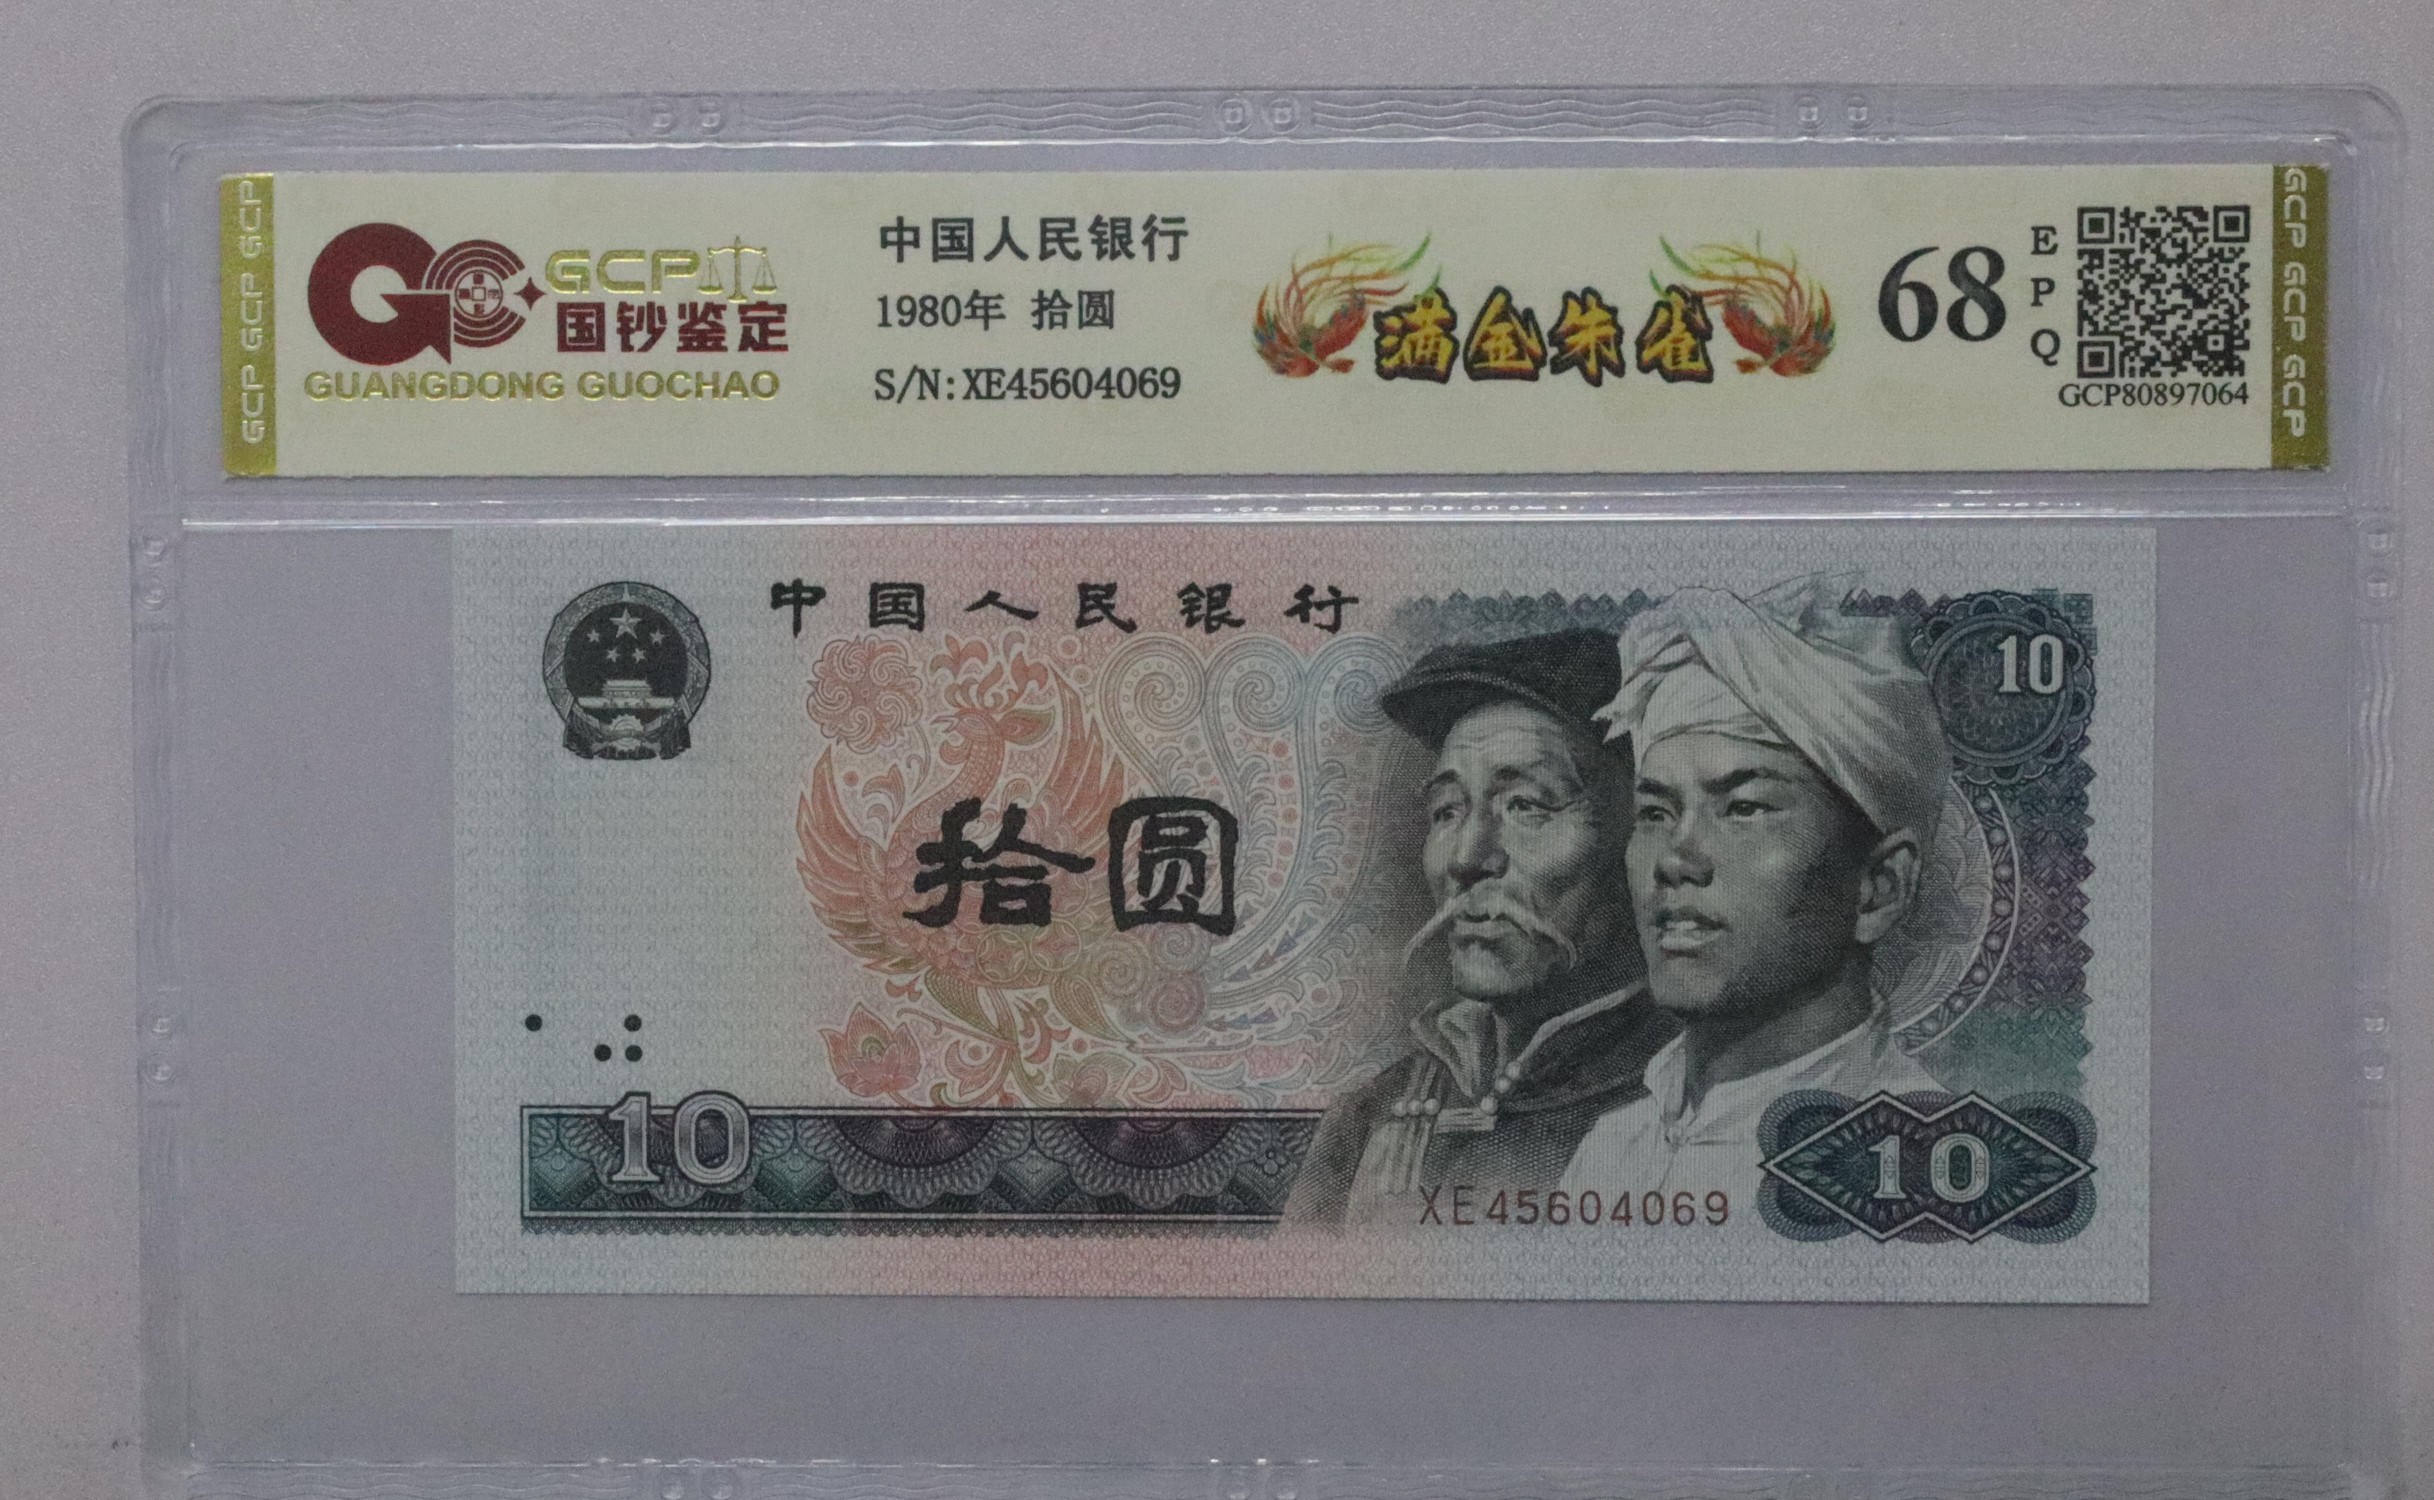 GCP GCP GCP
GCP
国钞鉴定
GUANGDONG GUOCHAO
中国人民银行
1980年 拾圆
S/N:XE45604069
满金朱雀
68
EPQ
GCP80897064
GCP GCP GCP
中国人民银行
10
拾圆
10
10
XE45604069